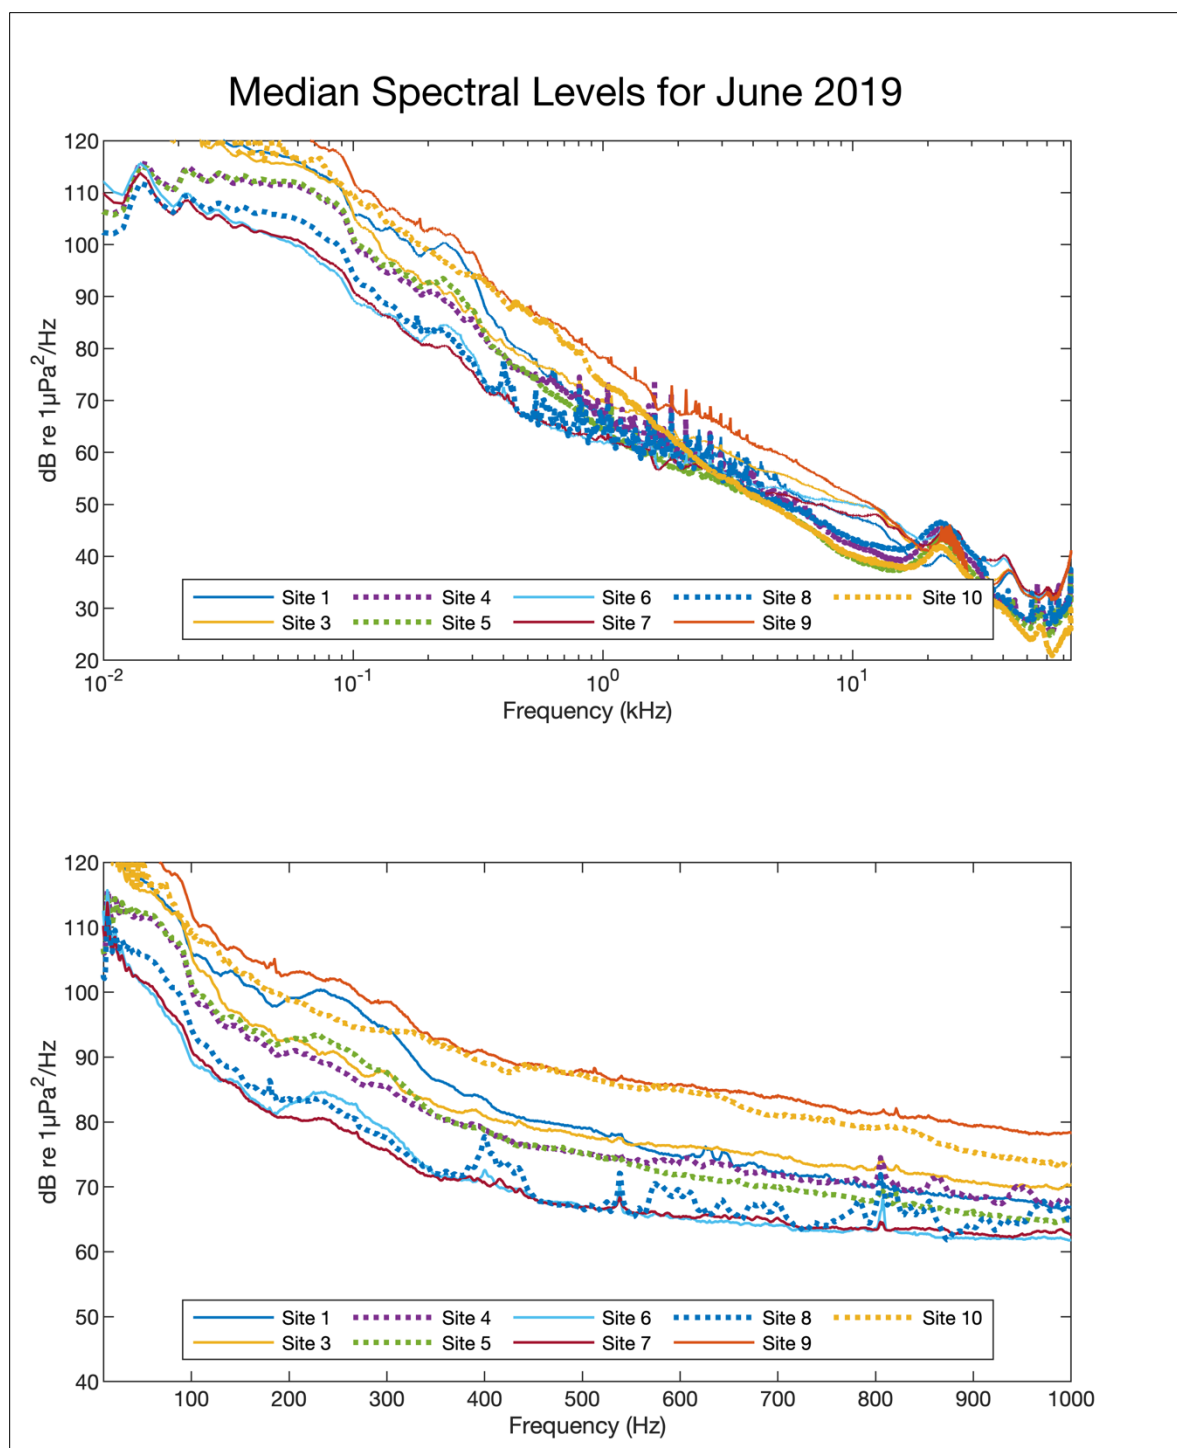 Median Spectral Levels for June 2019
120
110
100
90
80
70
60
50
40
30
20
dB re 1µPa²/Hz
Site 1 Site 4 Site 6 Site 8 Site 10
Site 3 Site 5 Site 7 Site 9
10⁻² 10⁻¹ 10⁰ 10¹
Frequency (kHz)
120
110
100
90
80
70
60
50
40
dB re 1µPa²/Hz
Site 1 Site 4 Site 6 Site 8 Site 10
Site 3 Site 5 Site 7 Site 9
100 200 300 400 500 600 700 800 900 1000
Frequency (Hz)